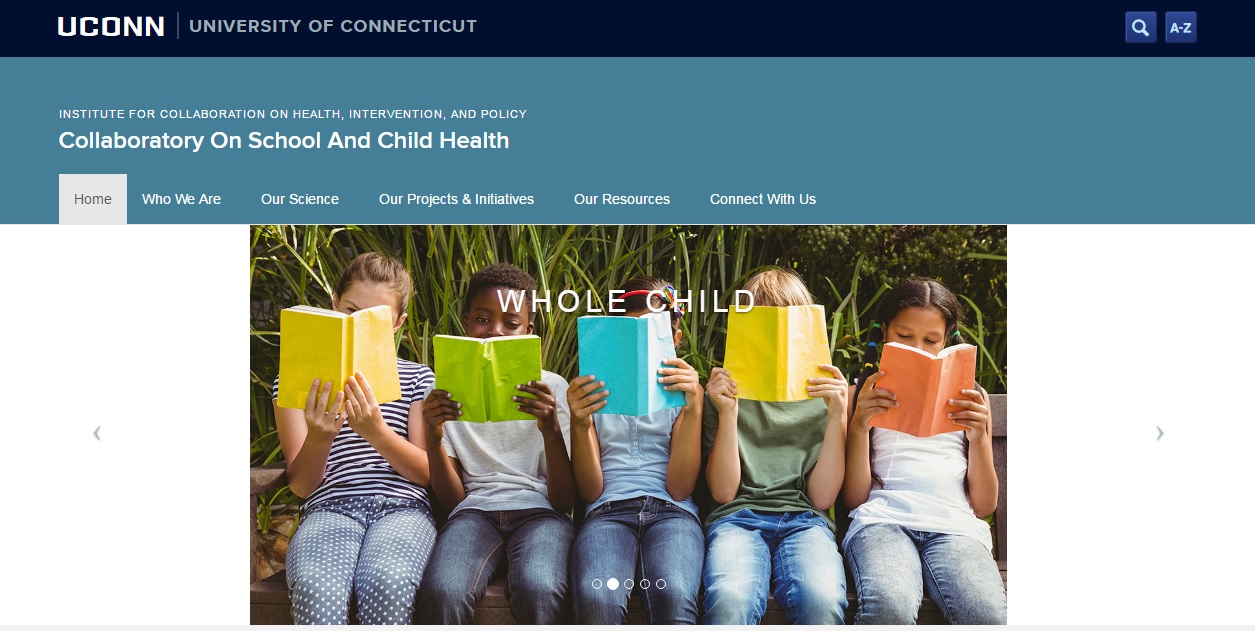 UCONN
UNIVERSITY OF CONNECTICUT
A-Z
INSTITUTE FOR COLLABORATION ON HEALTH, INTERVENTION, AND POLICY
Collaboratory On School And Child Health
Home Who We Are Our Science Our Projects & Initiatives Our Resources Connect With Us
WHOLE CHILD